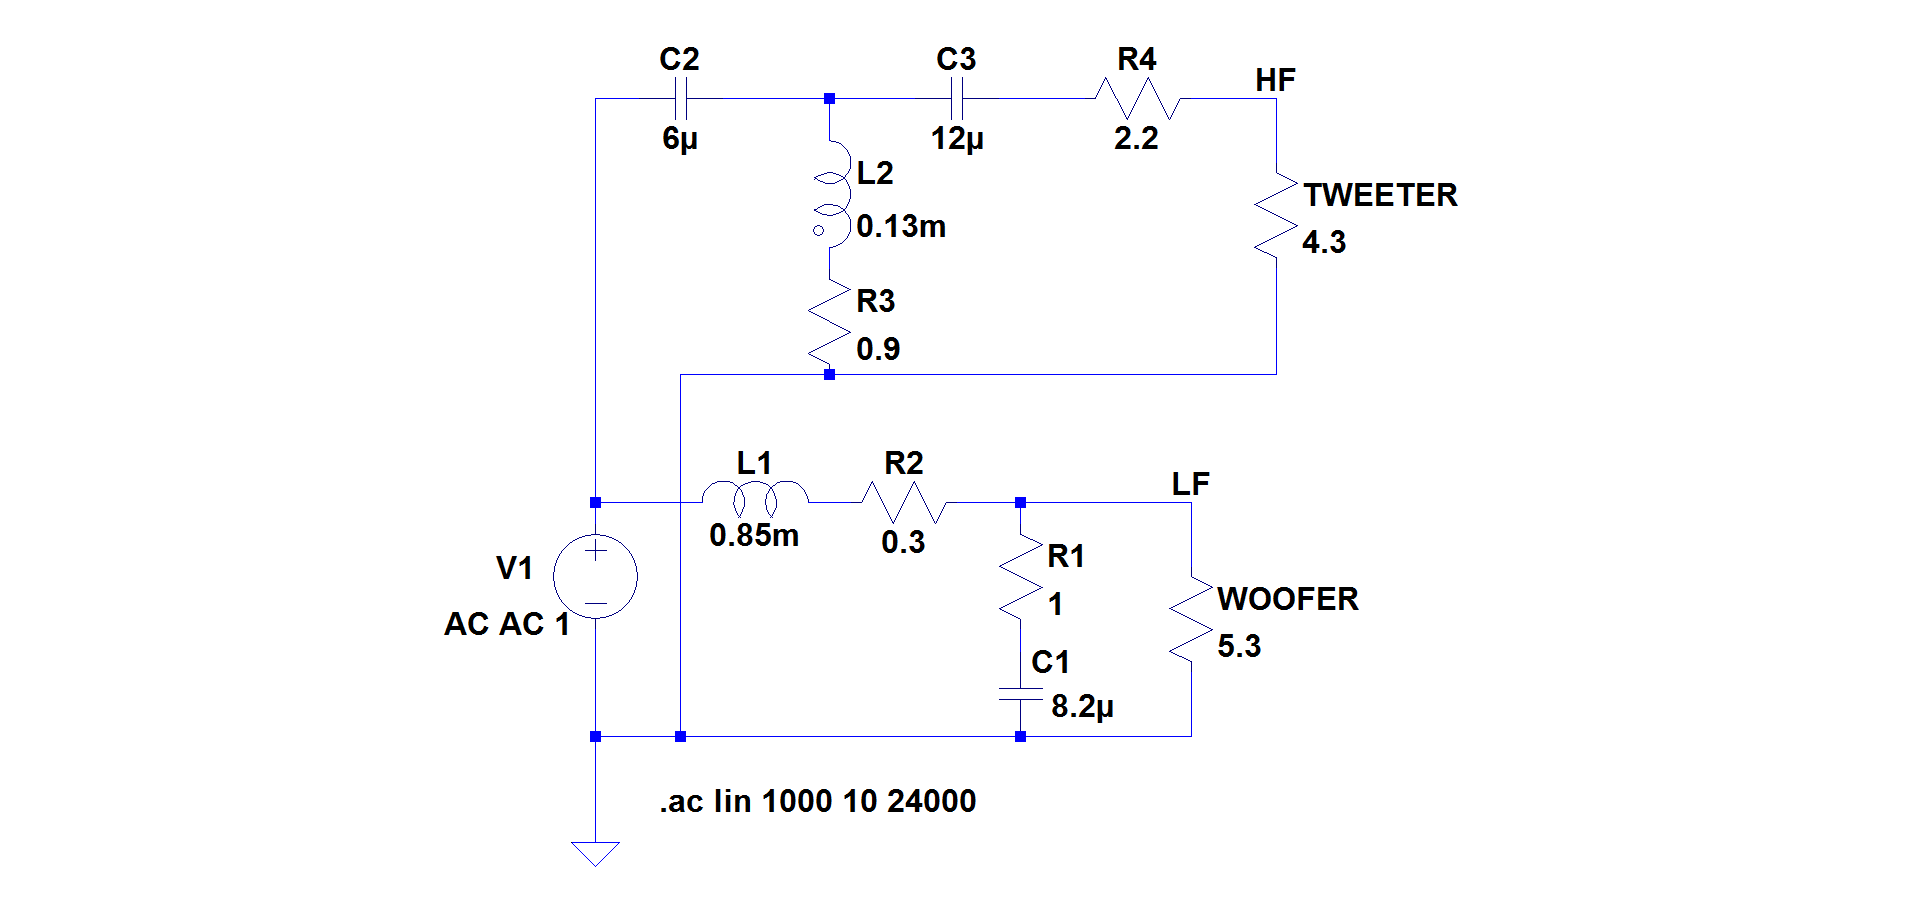 C2
C3
R4
HF
6µ
12µ
2.2
L2
0.13m
TWEETER
4.3
R3
0.9
L1
R2
LF
0.85m
0.3
V1
AC AC 1
R1
1
WOOFER
5.3
C1
8.2µ
.ac lin 1000 10 24000